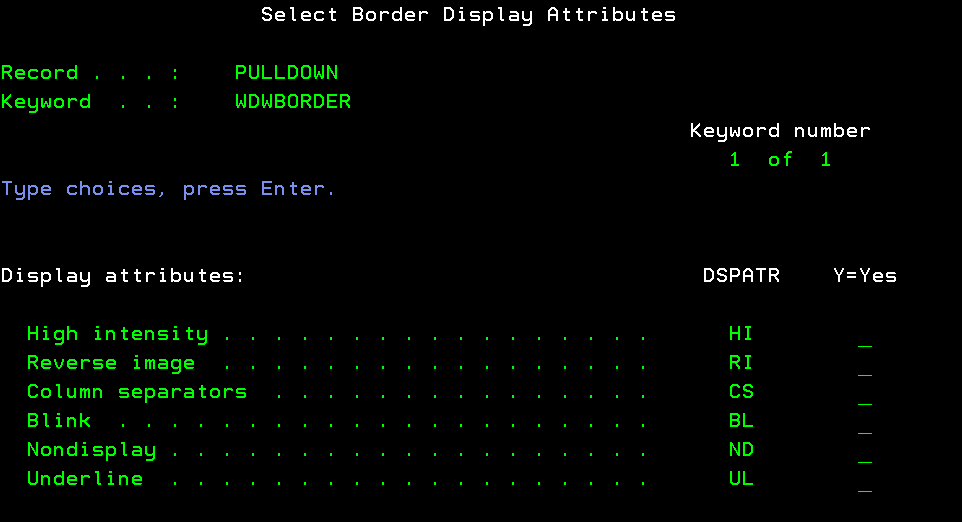 Select Border Display Attributes
Record . . . :    PULLDOWN
Keyword  . . :    WDWBORDER
Keyword number
1  of  1
Type choices, press Enter.
Display attributes:    DSPATR    Y=Yes
High intensity . . . . . . . . . . . . . . . . .    HI    _
Reverse image  . . . . . . . . . . . . . . . . .    RI    _
Column separators  . . . . . . . . . . . . . . .    CS    _
Blink  . . . . . . . . . . . . . . . . . . . . .    BL    _
Nondisplay . . . . . . . . . . . . . . . . . . .    ND    _
Underline  . . . . . . . . . . . . . . . . . . .    UL    _